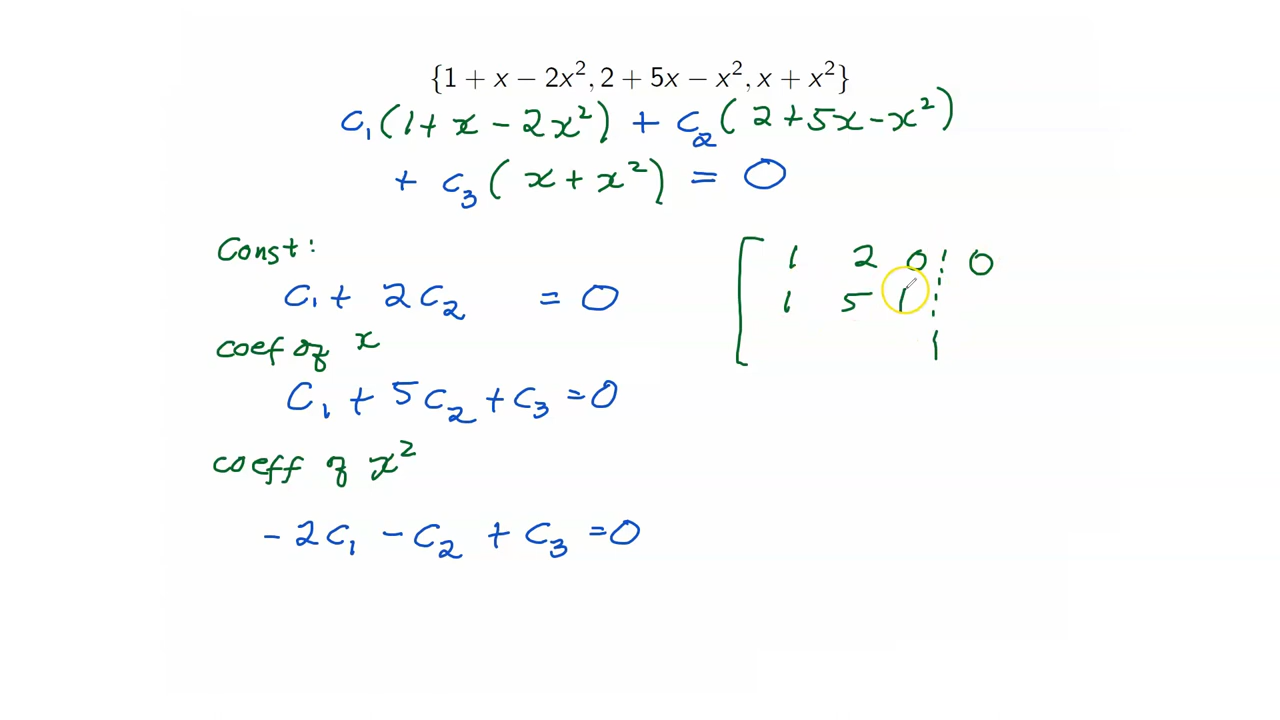 {1 + x − 2x², 2 + 5x − x², x + x²}
C₁(1 + x − 2x²) + C₂(2 + 5x − x²)
+ C₃(x + x²) = 0
Const:
C₁ + 2C₂ = 0
coef of x
C₁ + 5C₂ + C₃ = 0
coeff of x²
−2C₁ − C₂ + C₃ = 0
[ 1 2 0 ¦ 0
1 5 1 ¦